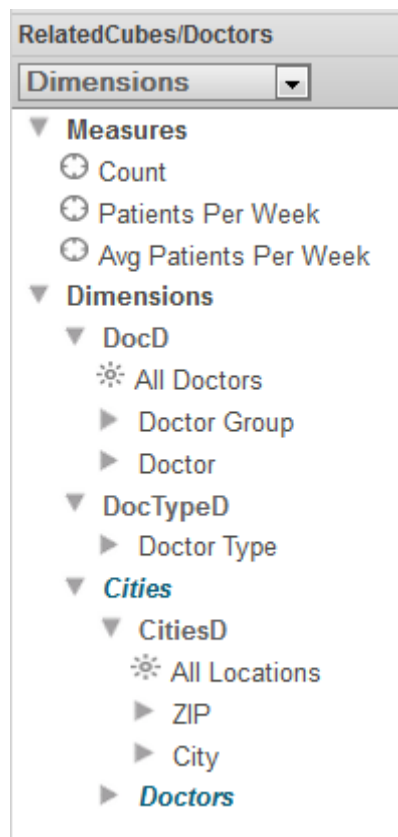 RelatedCubes/Doctors
Dimensions
Measures
Count
Patients Per Week
Avg Patients Per Week
Dimensions
DocD
All Doctors
Doctor Group
Doctor
DocTypeD
Doctor Type
Cities
CitiesD
All Locations
ZIP
City
Doctors